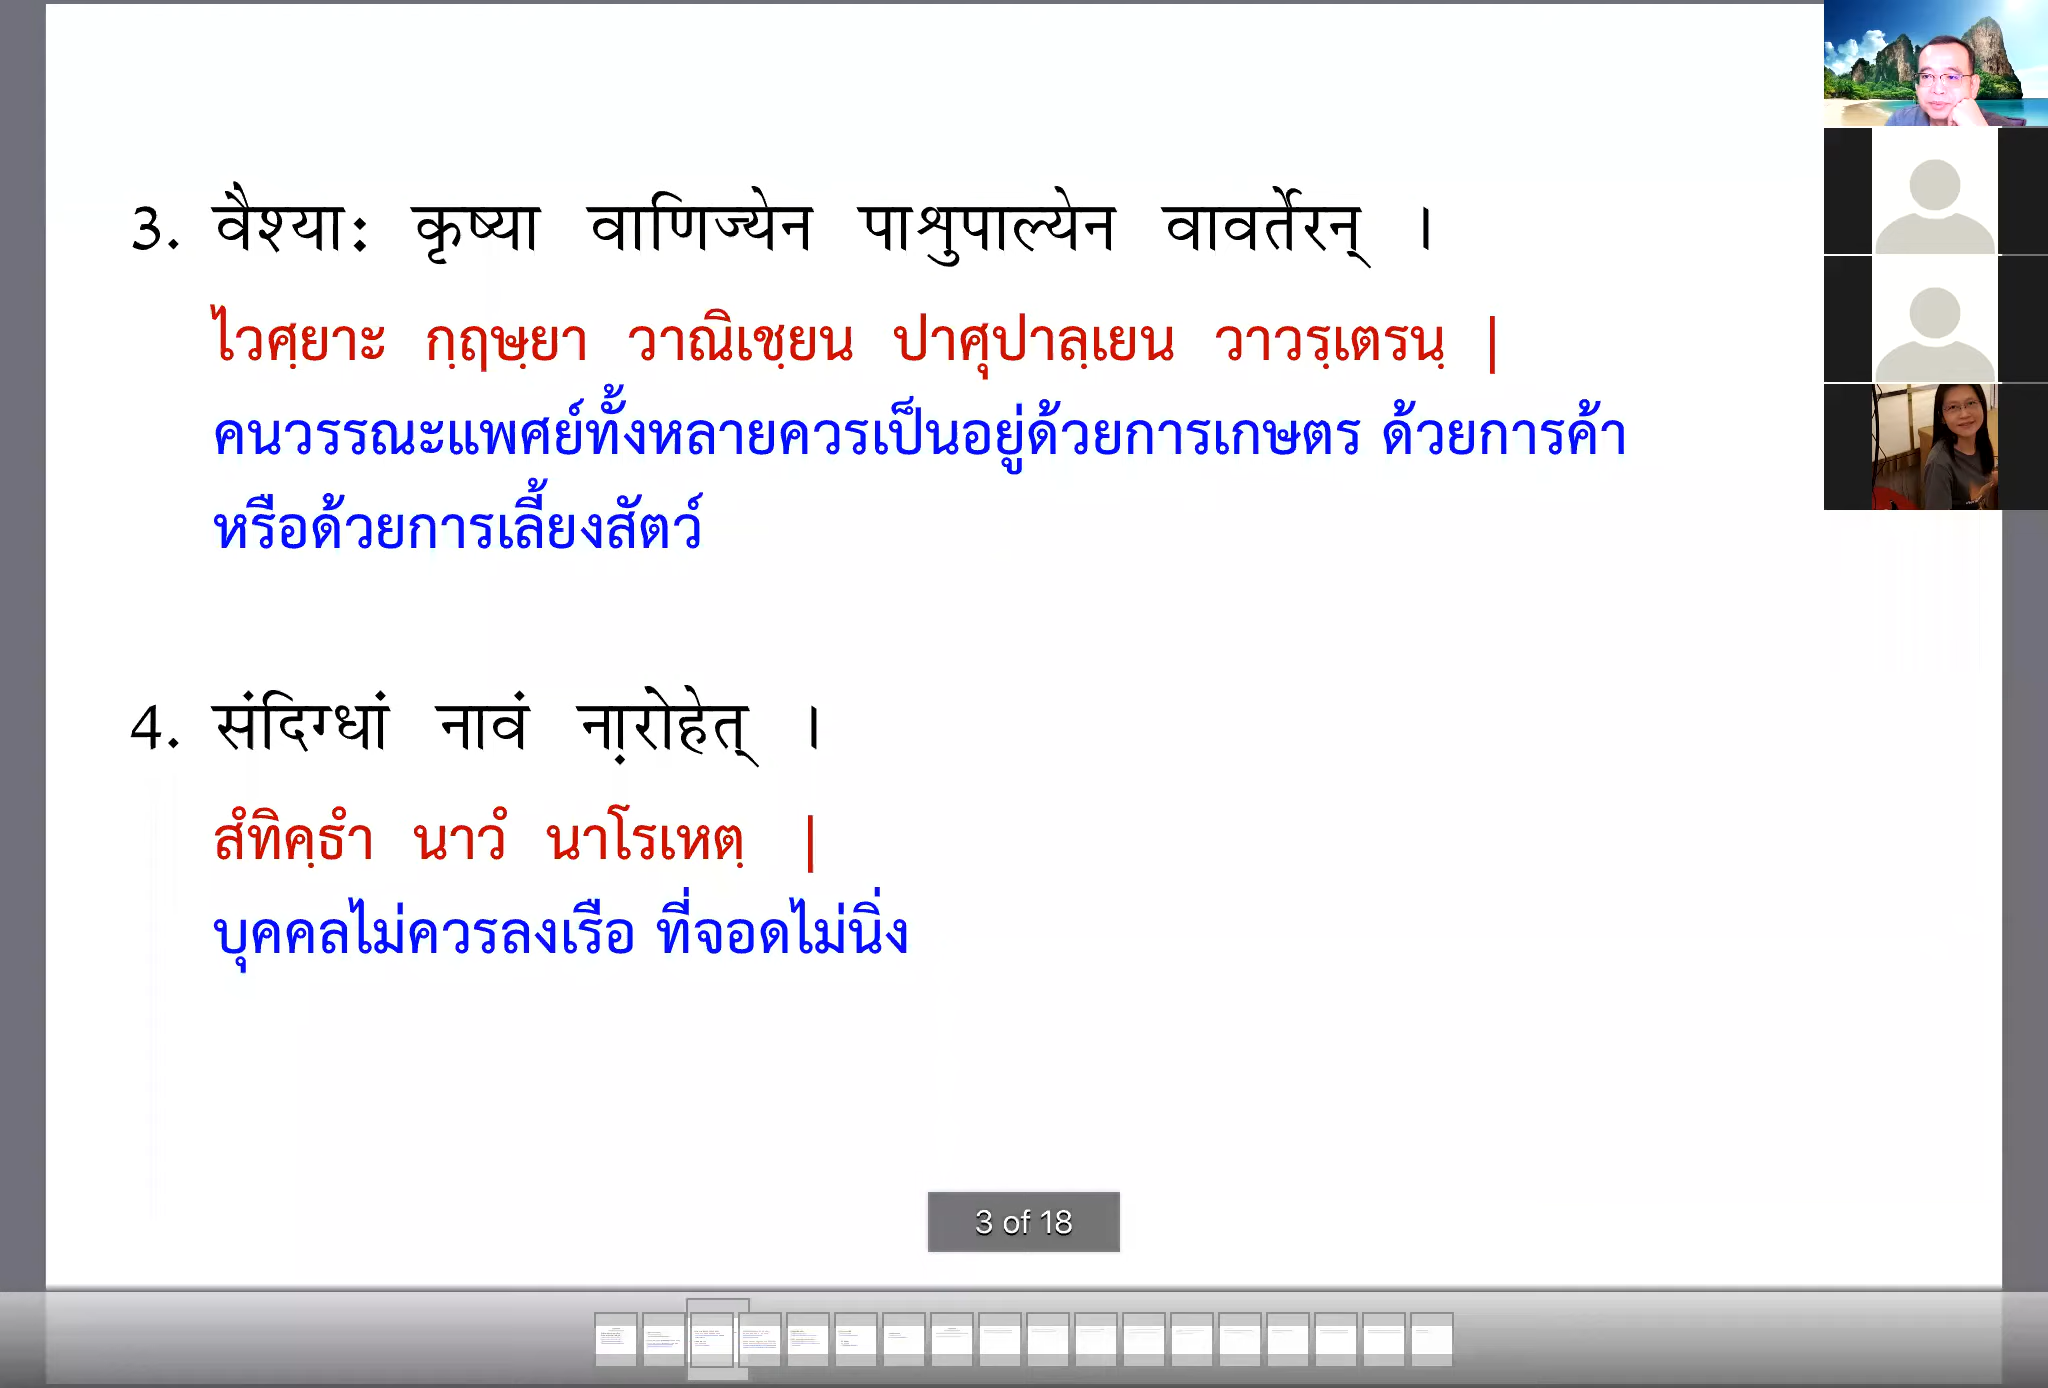 3. वैश्याः कृष्या वाणिज्येन पाशुपाल्येन वावर्तेरन् ।
ไวศฺยาะ กฺฤษฺยา วาณิเชฺยน ปาศุปาลฺเยน วาวรฺเตรนฺ |
คนวรรณะแพศย์ทั้งหลายควรเป็นอยู่ด้วยการเกษตร ด้วยการค้า
หรือด้วยการเลี้ยงสัตว์
4. संदिग्धां नावं ना़रोहेत् ।
สํทิคฺธำ นาวํ นาโรเหตฺ |
บุคคลไม่ควรลงเรือ ที่จอดไม่นิ่ง
3 of 18